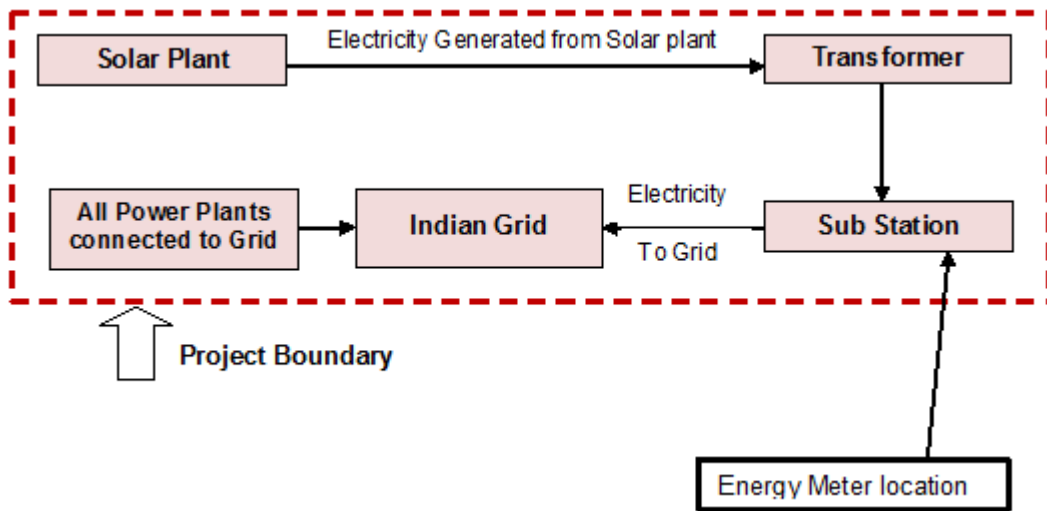 Solar Plant
Electricity Generated from Solar plant
Transformer
All Power Plants
connected to Grid
Indian Grid
Electricity
To Grid
Sub Station
Project Boundary
Energy Meter location